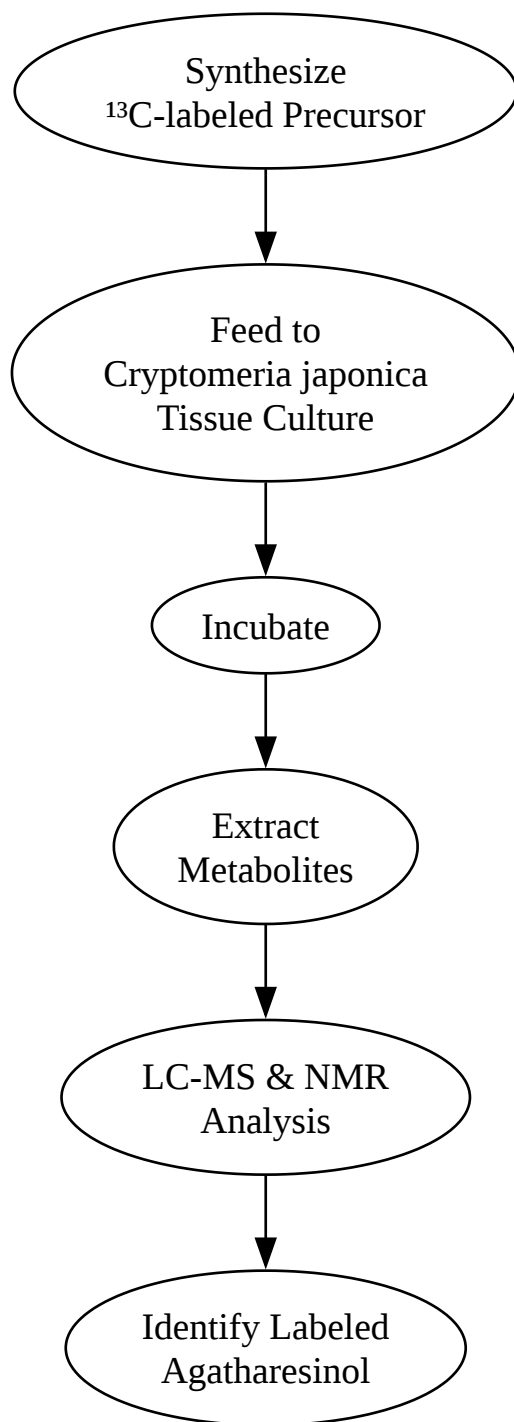 Synthesize
¹³C-labeled Precursor
Feed to
Cryptomeria japonica
Tissue Culture
Incubate
Extract
Metabolites
LC-MS & NMR
Analysis
Identify Labeled
Agatharesinol